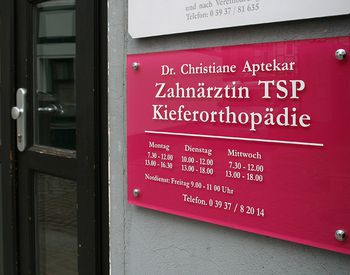 und nach Vereinbarung
Telefon: 0 39 37 / 81 635
Dr. Christiane Aptekar
Zahnärztin TSP
Kieferorthopädie
Montag Dienstag Mittwoch
7.30 - 12.00 10.00 - 12.00 7.30 - 12.00
13.00 - 16.30 13.00 - 18.00 13.00 - 18.00
Notdienst: Freitag 9.00 - 11.00 Uhr
Telefon. 0 39 37 / 8 20 14